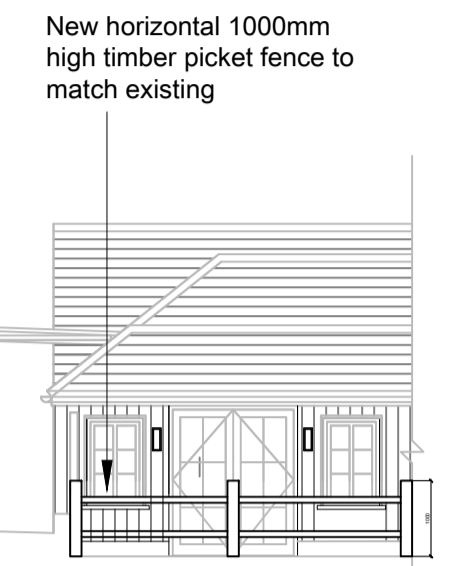 New horizontal 1000mm
high timber picket fence to
match existing
1000